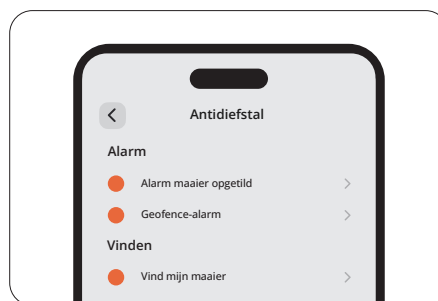 Antidiefstal
Alarm
Alarm maaier opgetild
Geofence-alarm
Vinden
Vind mijn maaier